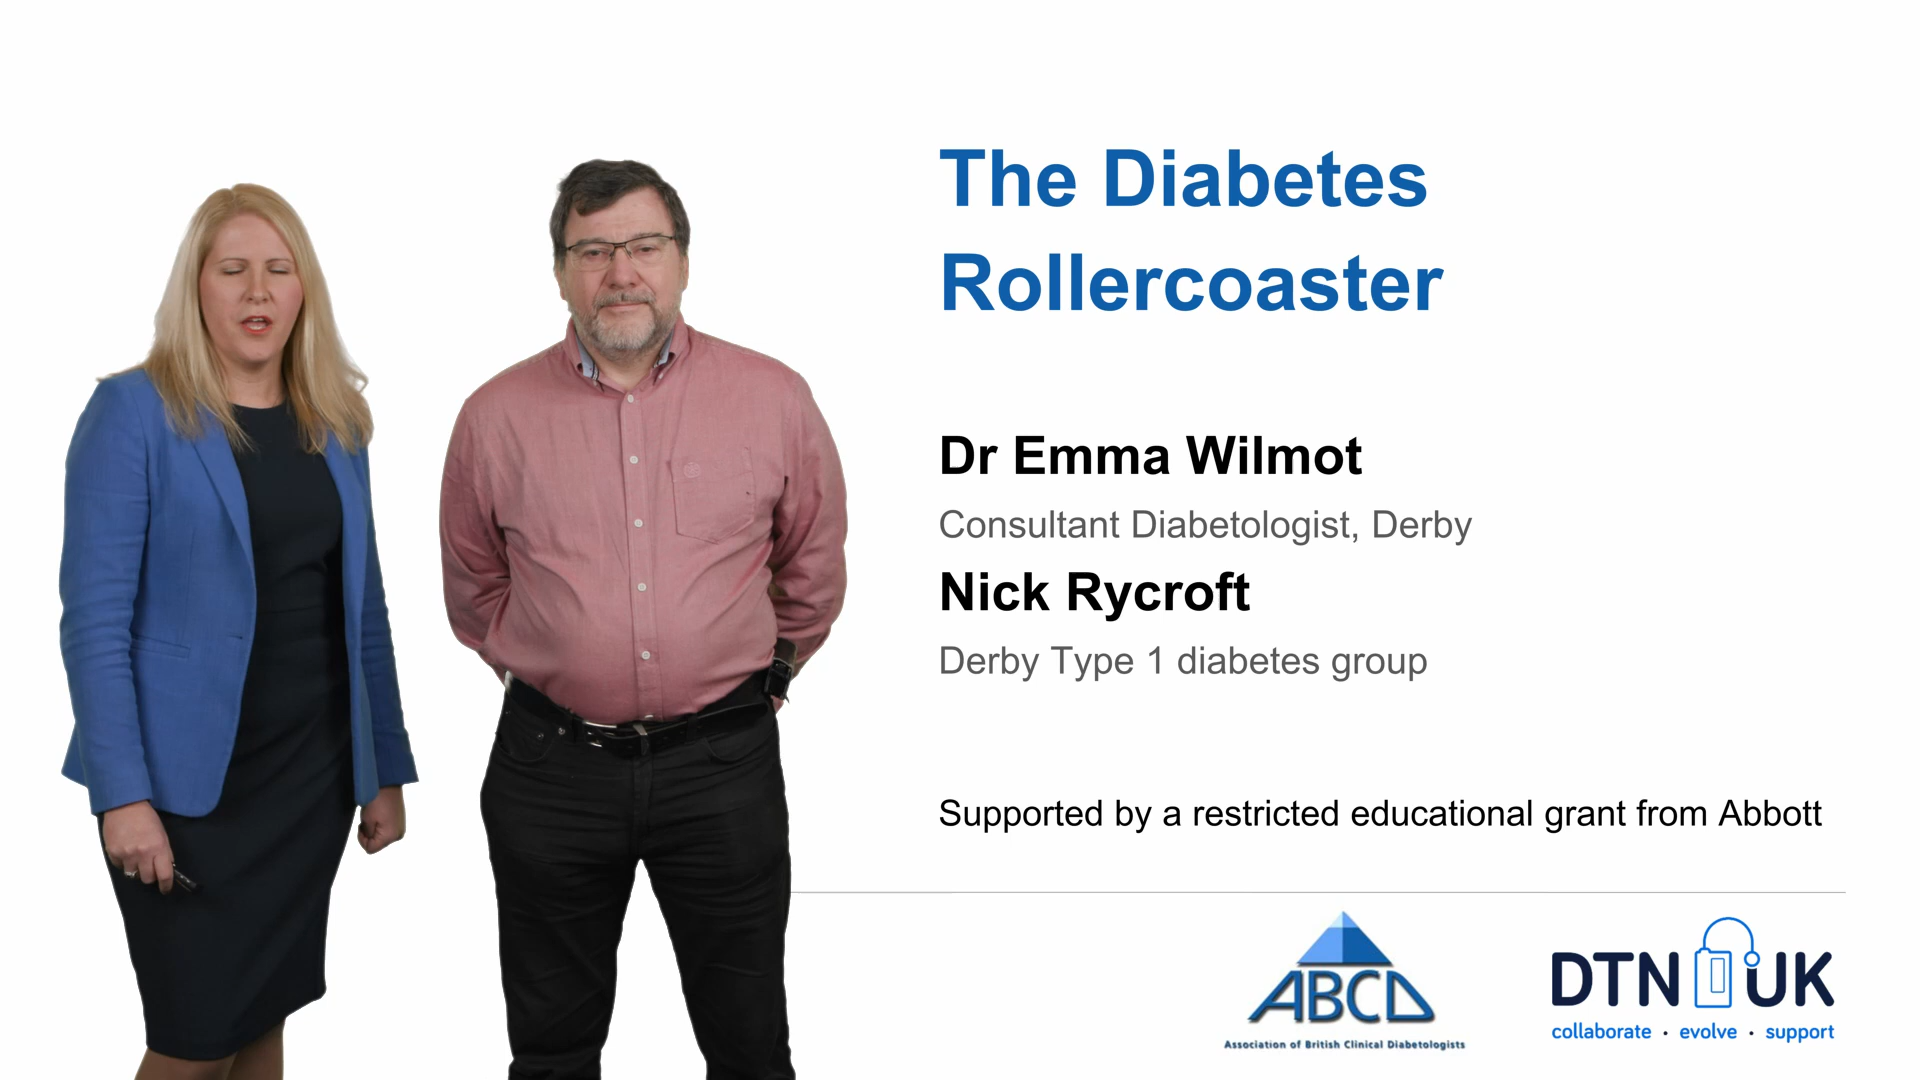 The Diabetes
Rollercoaster
Dr Emma Wilmot
Consultant Diabetologist, Derby
Nick Rycroft
Derby Type 1 diabetes group
Supported by a restricted educational grant from Abbott
ABCD
Association of British Clinical Diabetologists
DTN UK
collaborate · evolve · support